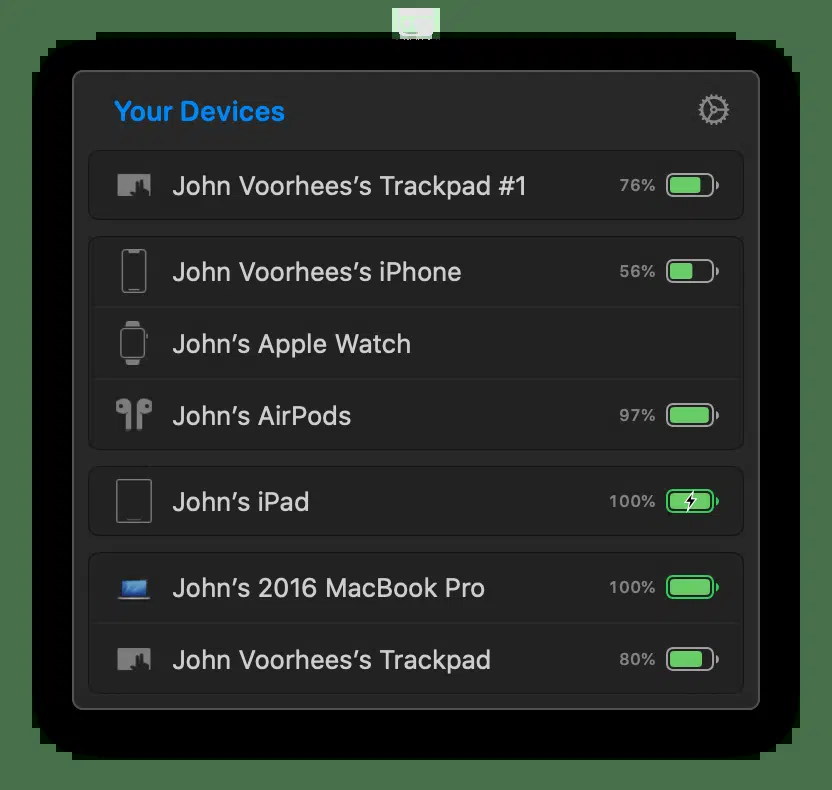 Your Devices
John Voorhees’s Trackpad #1 76%
John Voorhees’s iPhone 56%
John’s Apple Watch
John’s AirPods 97%
John’s iPad 100%
John’s 2016 MacBook Pro 100%
John Voorhees’s Trackpad 80%